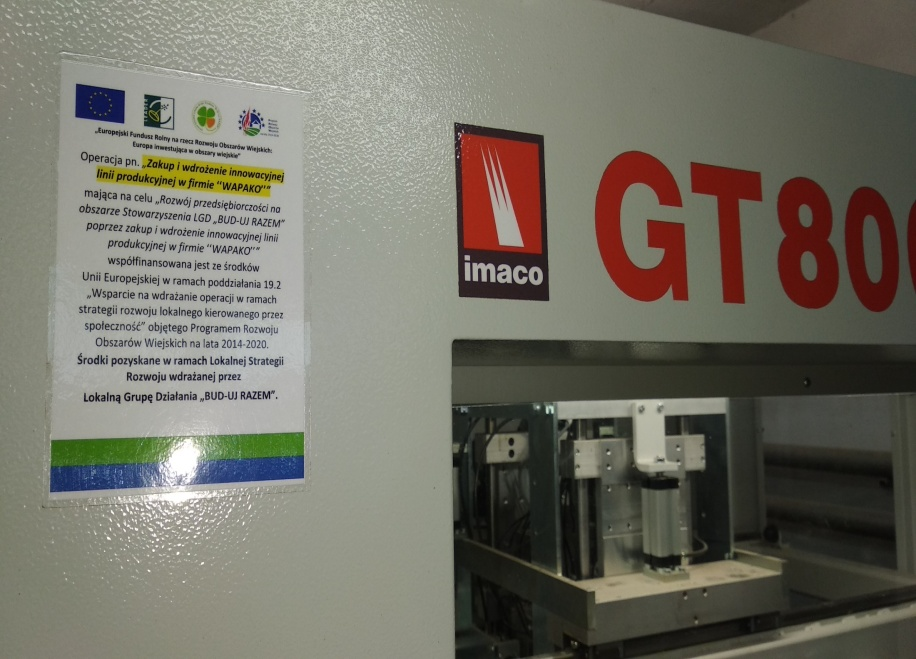 „Europejski Fundusz Rolny na rzecz Rozwoju Obszarów Wiejskich:
Europa inwestująca w obszary wiejskie"
Operacja pn. „Zakup i wdrożenie innowacyjnej
linii produkcyjnej w firmie ‘‘WAPAKO’’"
mająca na celu „Rozwój przedsiębiorczości na
obszarze Stowarzyszenia LGD „BUD-UJ RAZEM"
poprzez zakup i wdrożenie innowacyjnej linii
produkcyjnej w firmie ‘‘WAPAKO’’"
współfinansowana jest ze środków
Unii Europejskiej w ramach poddziałania 19.2
„Wsparcie na wdrażanie operacji w ramach
strategii rozwoju lokalnego kierowanego przez
społeczność" objętego Programem Rozwoju
Obszarów Wiejskich na lata 2014-2020.
Środki pozyskane w ramach Lokalnej Strategii
Rozwoju wdrażanej przez
Lokalną Grupę Działania „BUD-UJ RAZEM".
imaco
GT800